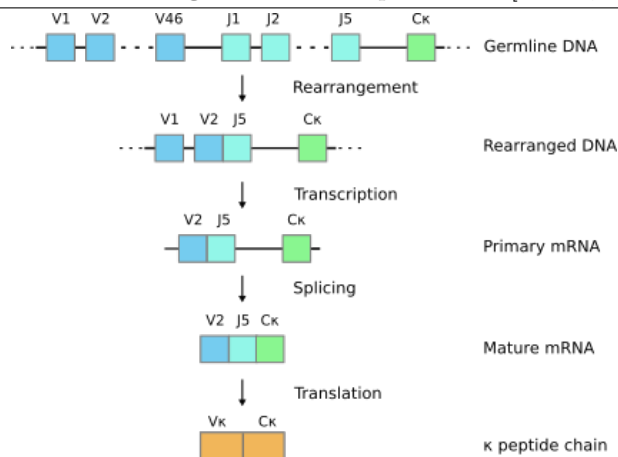 V1 V2 V46 J1 J2 J5 Cκ
Germline DNA
Rearrangement
V1 V2 J5 Cκ
Rearranged DNA
Transcription
V2 J5 Cκ
Primary mRNA
Splicing
V2 J5 Cκ
Mature mRNA
Translation
Vκ Cκ
κ peptide chain